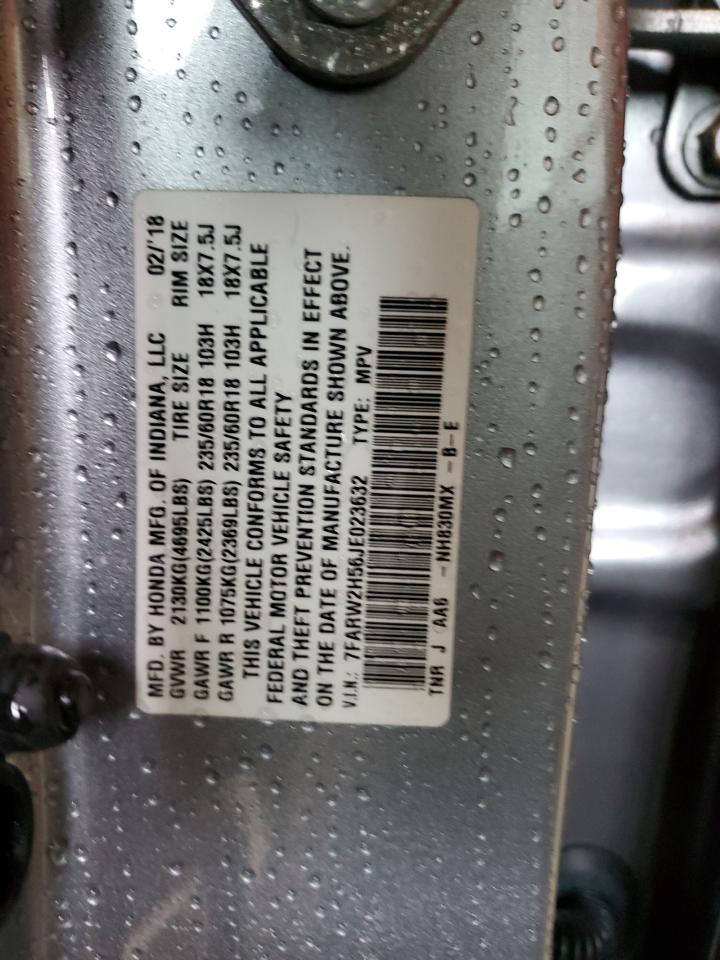 MFD. BY HONDA MFG. OF INDIANA, LLC 02/'18
GVWR 2130KG(4695LBS) TIRE SIZE RIM SIZE
GAWR F 1100KG(2425LBS) 235/60R18 103H 18X7.5J
GAWR R 1075KG(2369LBS) 235/60R18 103H 18X7.5J
THIS VEHICLE CONFORMS TO ALL APPLICABLE
FEDERAL MOTOR VEHICLE SAFETY
AND THEFT PREVENTION STANDARDS IN EFFECT
ON THE DATE OF MANUFACTURE SHOWN ABOVE.
V.I.N.: 7FARW2H56JE023632 TYPE: MPV
TNR J AA6 -NH830MX -B-E